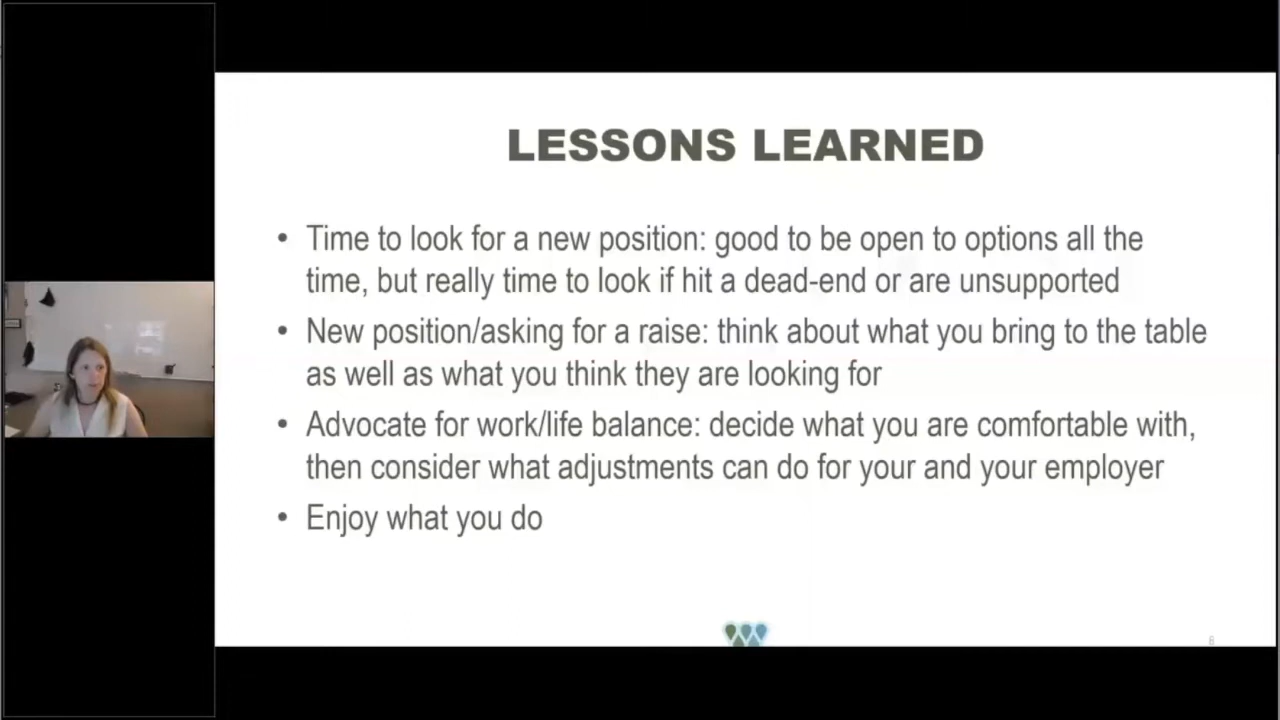 LESSONS LEARNED
• Time to look for a new position: good to be open to options all the
time, but really time to look if hit a dead-end or are unsupported
• New position/asking for a raise: think about what you bring to the table
as well as what you think they are looking for
• Advocate for work/life balance: decide what you are comfortable with,
then consider what adjustments can do for your and your employer
• Enjoy what you do
6